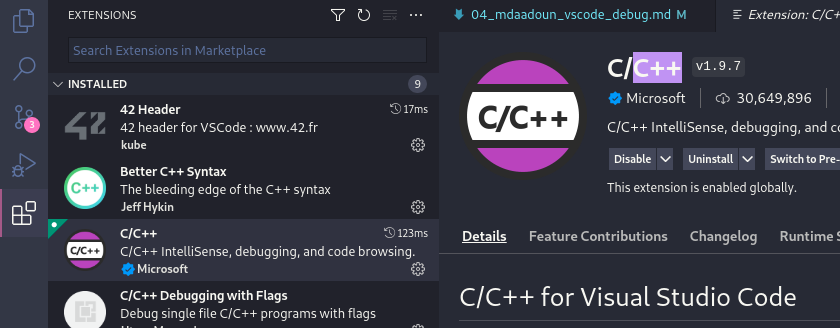 EXTENSIONS
Search Extensions in Marketplace
INSTALLED
9
3
42
42 Header
17ms
42 header for VSCode : www.42.fr
kube
C++
Better C++ Syntax
The bleeding edge of the C++ syntax
Jeff Hykin
C/C++
C/C++
123ms
C/C++ IntelliSense, debugging, and code browsing.
Microsoft
C/C++ Debugging with Flags
Debug single file C/C++ programs with flags
04_mdaadoun_vscode_debug.md M
Extension: C/C+
C/C++
C/C++ v1.9.7
Microsoft
30,649,896
C/C++ IntelliSense, debugging, and co
Disable
Uninstall
Switch to Pre-
This extension is enabled globally.
Details
Feature Contributions
Changelog
Runtime S
C/C++ for Visual Studio Code